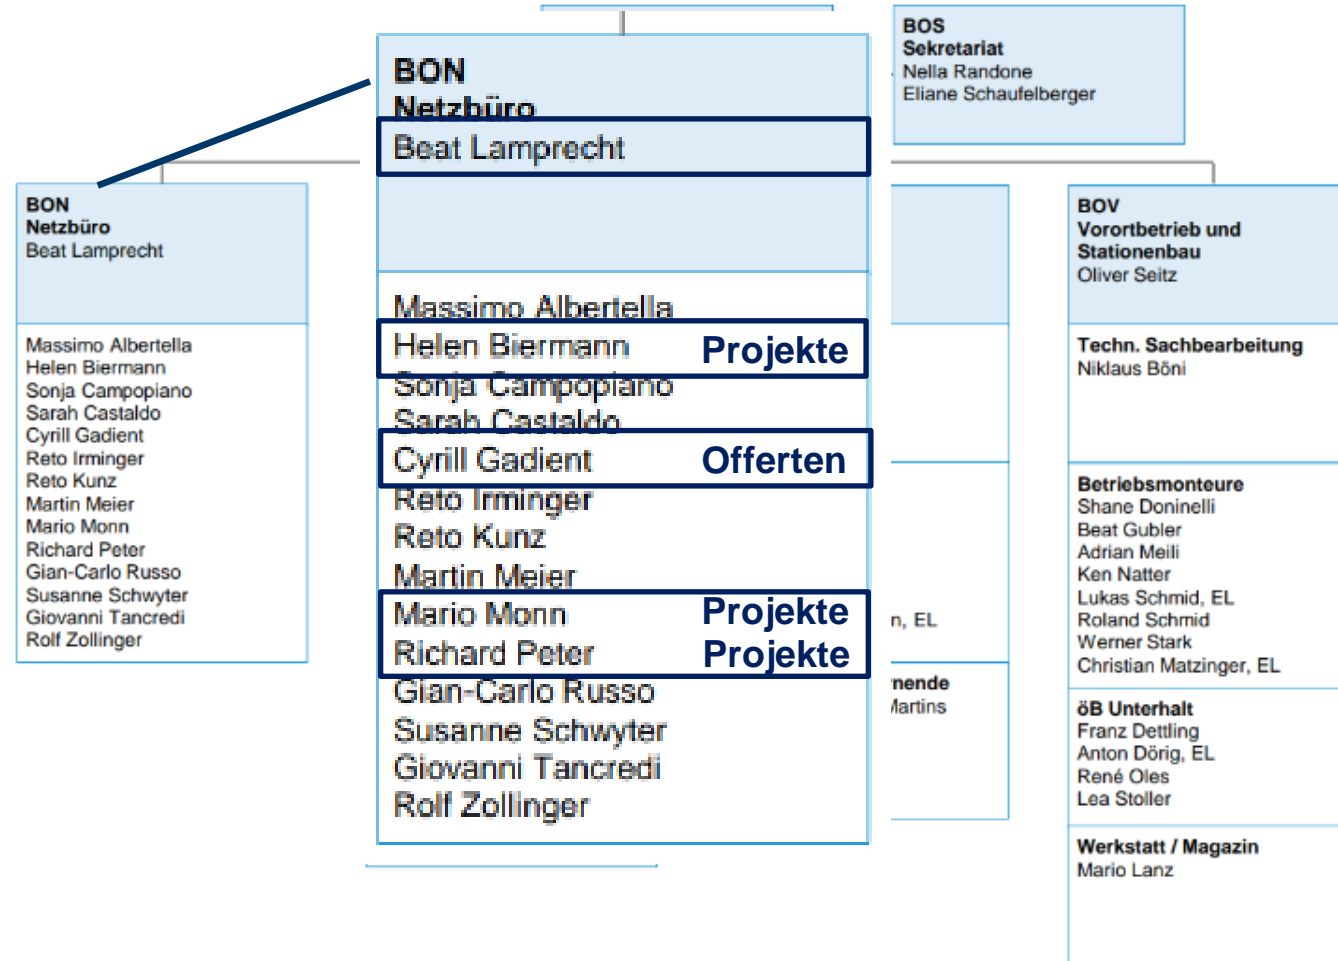 BOS
Sekretariat
Nella Randone
Eliane Schaufelberger
BON
Netzbüro
Beat Lamprecht
Massimo Albertella
Helen Biermann
Sonja Campopiano
Sarah Castaldo
Cyrill Gadient
Reto Irminger
Reto Kunz
Martin Meier
Mario Monn
Richard Peter
Gian-Carlo Russo
Susanne Schwyter
Giovanni Tancredi
Rolf Zollinger
BON
Netzbüro
Beat Lamprecht
Massimo Albertella
Helen Biermann Projekte
Sonja Campopiano
Sarah Castaldo
Cyrill Gadient Offerten
Reto Irminger
Reto Kunz
Martin Meier
Mario Monn Projekte
Richard Peter Projekte
Gian-Carlo Russo
Susanne Schwyter
Giovanni Tancredi
Rolf Zollinger
n, EL
nende
Martins
BOV
Vorortbetrieb und
Stationenbau
Oliver Seitz
Techn. Sachbearbeitung
Niklaus Böni
Betriebsmonteure
Shane Doninelli
Beat Gubler
Adrian Meili
Ken Natter
Lukas Schmid, EL
Roland Schmid
Werner Stark
Christian Matzinger, EL
öB Unterhalt
Franz Dettling
Anton Dörig, EL
René Oles
Lea Stoller
Werkstatt / Magazin
Mario Lanz